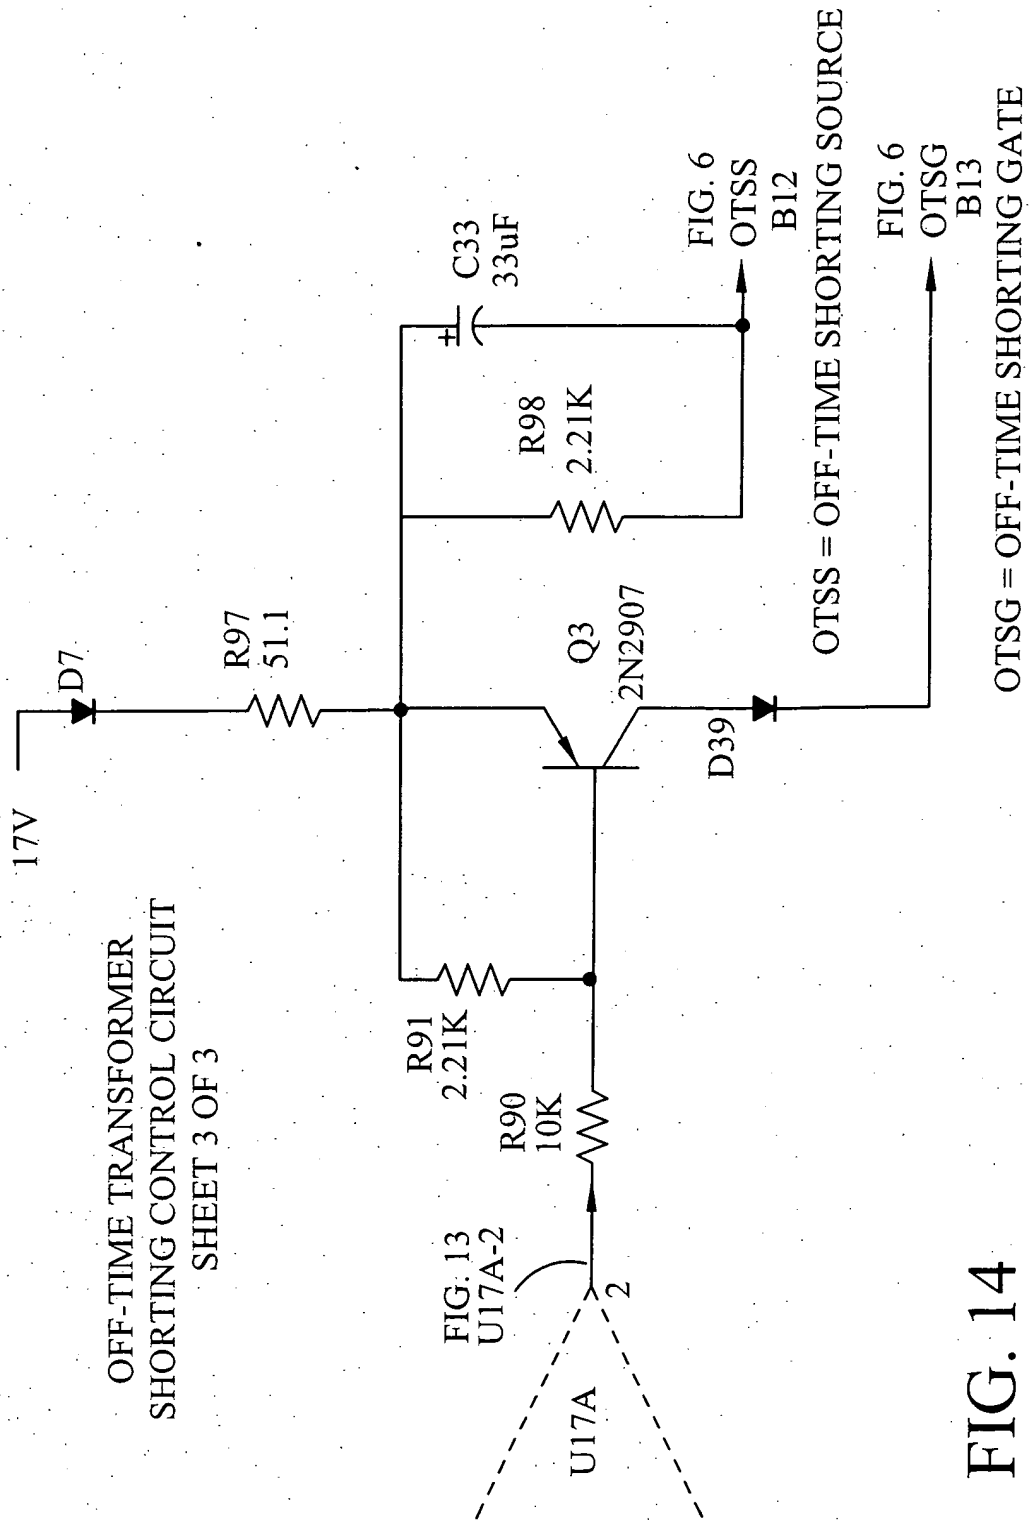 OFF-TIME TRANSFORMER
SHORTING CONTROL CIRCUIT
SHEET 3 OF 3
17V
D7
R97
51.1
R91
2.21K
R90
10K
FIG. 13
U17A-2
U17A
2
Q3
2N2907
D39
R98
2.21K
C33
33uF
+
FIG. 6
OTSS
B12
OTSS = OFF-TIME SHORTING SOURCE
FIG. 6
OTSG
B13
OTSG = OFF-TIME SHORTING GATE
FIG. 14